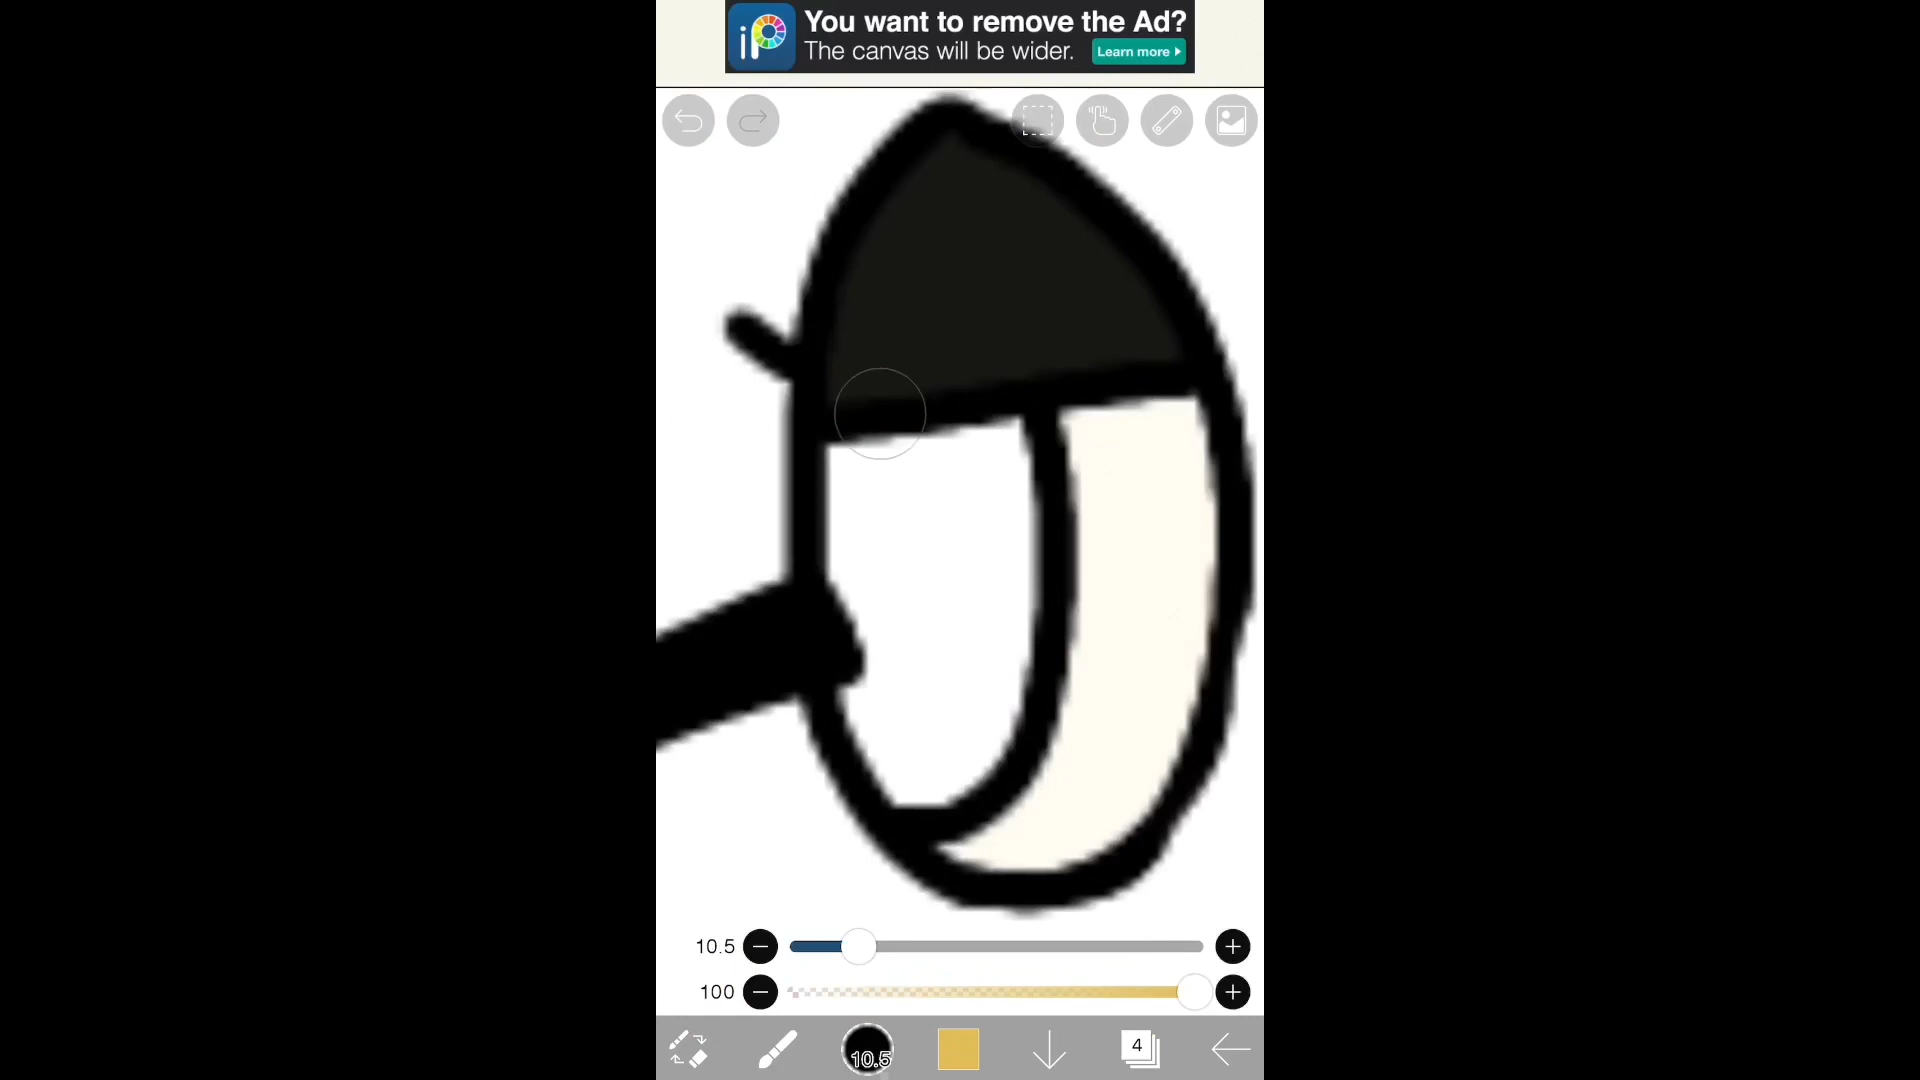 iP
You want to remove the Ad?
The canvas will be wider.
Learn more
10.5
100
10.5
4